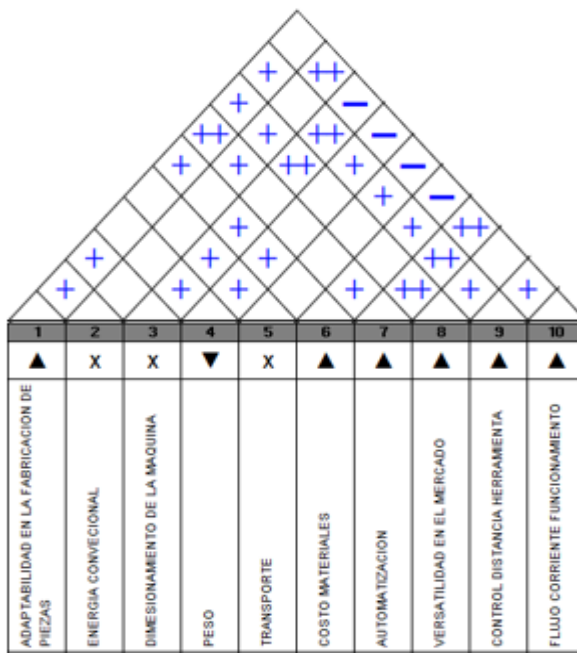 1 2 3 4 5 6 7 8 9 10
▲ X X ▼ X ▲ ▲ ▲ ▲ ▲
ADAPTABILIDAD EN LA FABRICACION DE
PIEZAS
ENERGIA CONVECIONAL
DIMESIONAMIENTO DE LA MAQUINA
PESO
TRANSPORTE
COSTO MATERIALES
AUTOMATIZACION
VERSATILIDAD EN EL MERCADO
CONTROL DISTANCIA HERRAMIENTA
FLUJO CORRIENTE FUNCIONAMIENTO